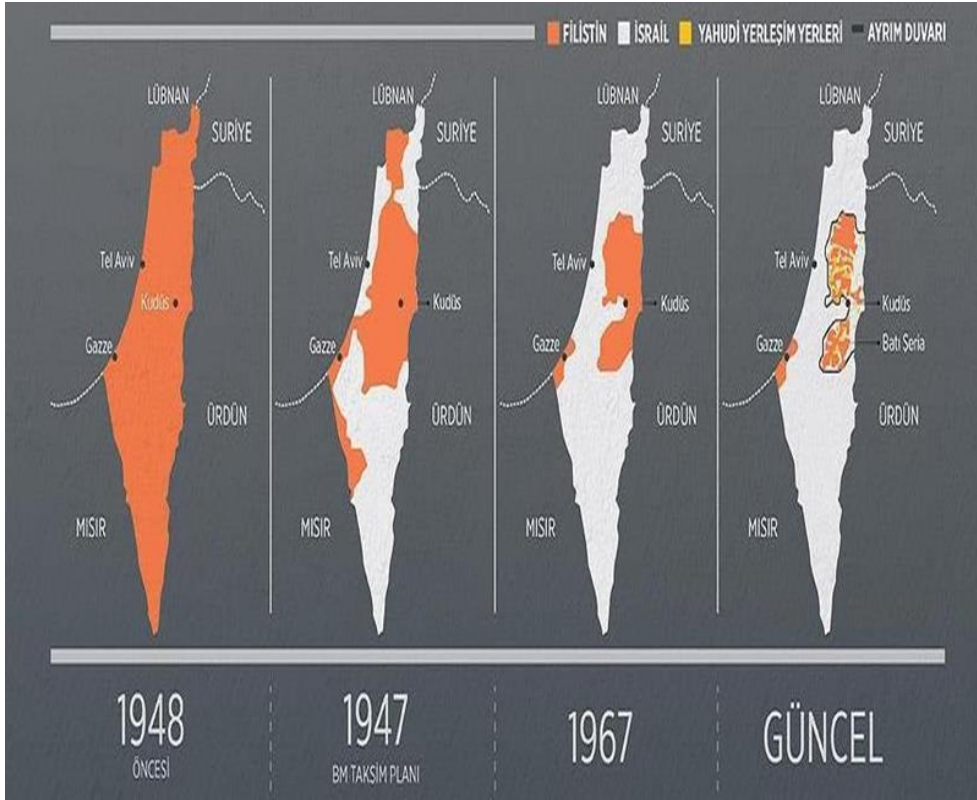 FİLİSTİN İSRAİL YAHUDİ YERLEŞİM YERLERİ AYRIM DUVARI
LÜBNAN
SURİYE
Tel Aviv
Kudüs
Gazze
ÜRDÜN
MISIR
1948
ÖNCESİ
LÜBNAN
SURİYE
Tel Aviv
Kudüs
Gazze
ÜRDÜN
MISIR
1947
BM TAKSİM PLANI
LÜBNAN
SURİYE
Tel Aviv
Kudüs
Gazze
ÜRDÜN
MISIR
1967
LÜBNAN
SURİYE
Tel Aviv
Kudüs
Batı Şeria
Gazze
ÜRDÜN
MISIR
GÜNCEL